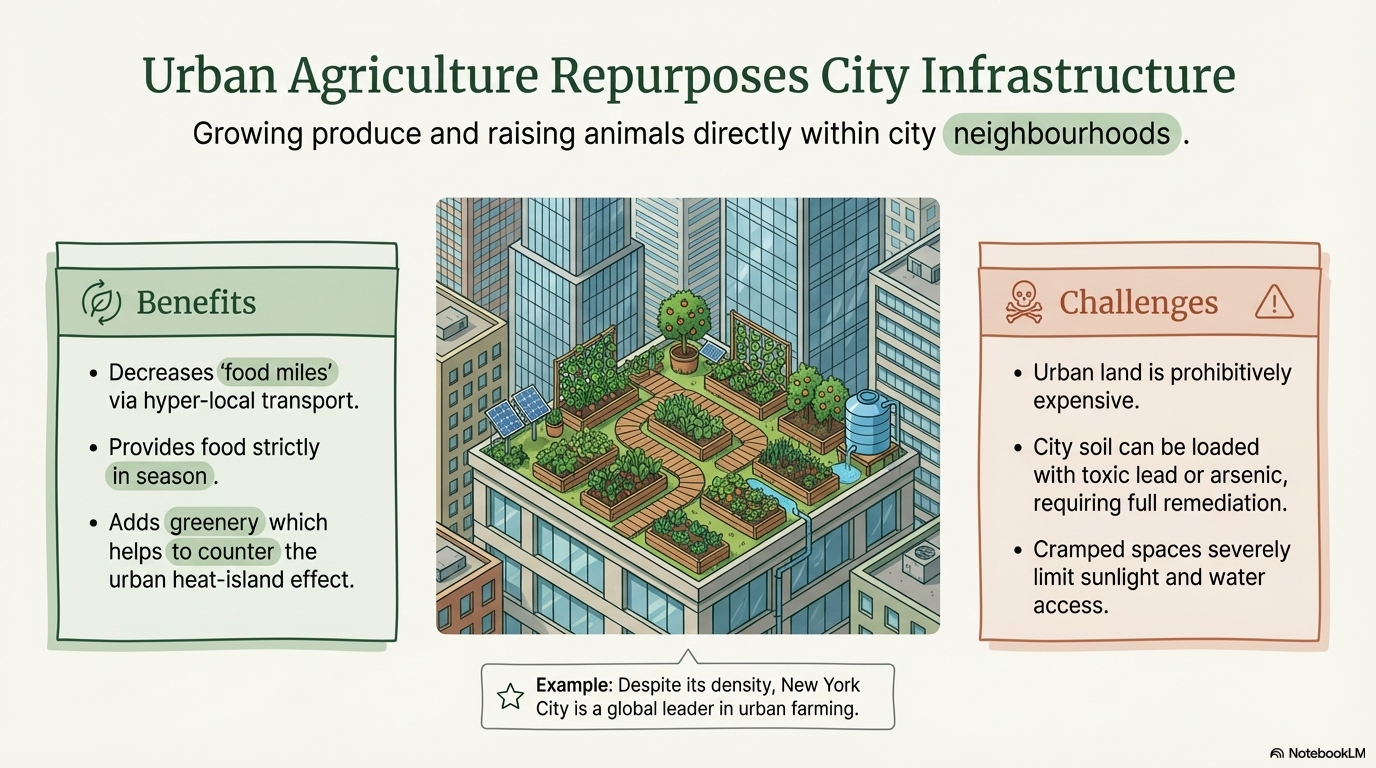 Urban Agriculture Repurposes City Infrastructure
Growing produce and raising animals directly within city neighbourhoods.
Benefits
• Decreases ‘food miles’
via hyper-local transport.
• Provides food strictly
in season.
• Adds greenery which
helps to counter the
urban heat-island effect.
Challenges
• Urban land is prohibitively
expensive.
• City soil can be loaded
with toxic lead or arsenic,
requiring full remediation.
• Cramped spaces severely
limit sunlight and water
access.
Example: Despite its density, New York
City is a global leader in urban farming.
NotebookLM